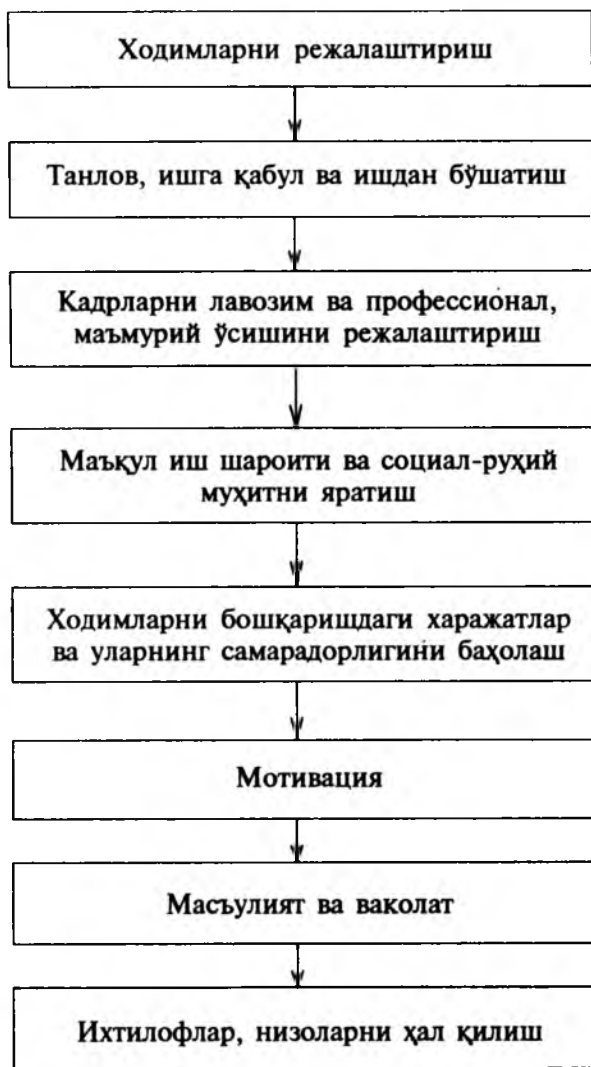 Ходимларни режалаштириш
Танлов, ишга қабул ва ишдан бўшатиш
Кадрларни лавозим ва профессионал,
маъмурий ўсишини режалаштириш
Маъқул иш шароити ва социал-руҳий
муҳитни яратиш
Ходимларни бошқаришдаги харажатлар
ва уларнинг самарадорлигини баҳолаш
Мотивация
Масъулият ва ваколат
Ихтилофлар, низоларни ҳал қилиш